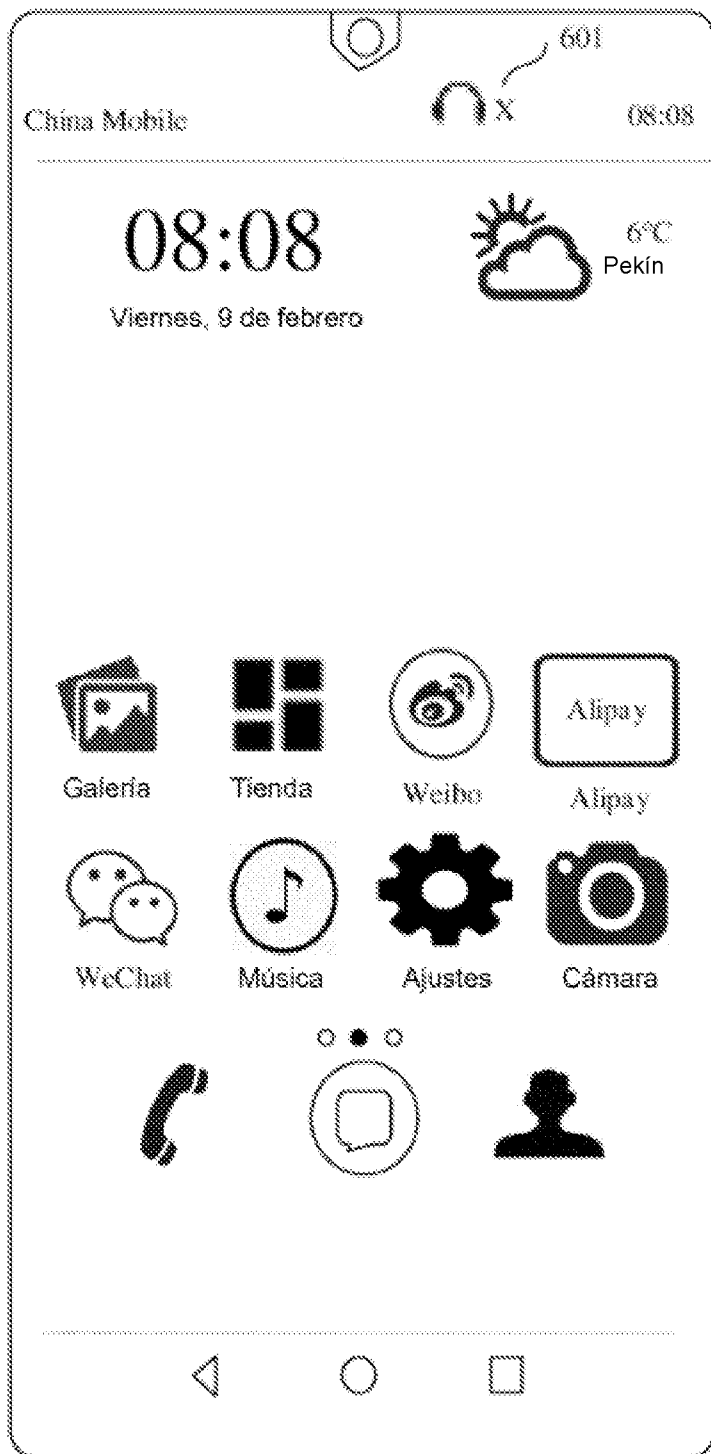 601
China Mobile X 08:08
08:08
6°C
Pekín
Viernes, 9 de febrero
Alipay
Galería Tienda Weibo Alipay
WeChat Música Ajustes Cámara